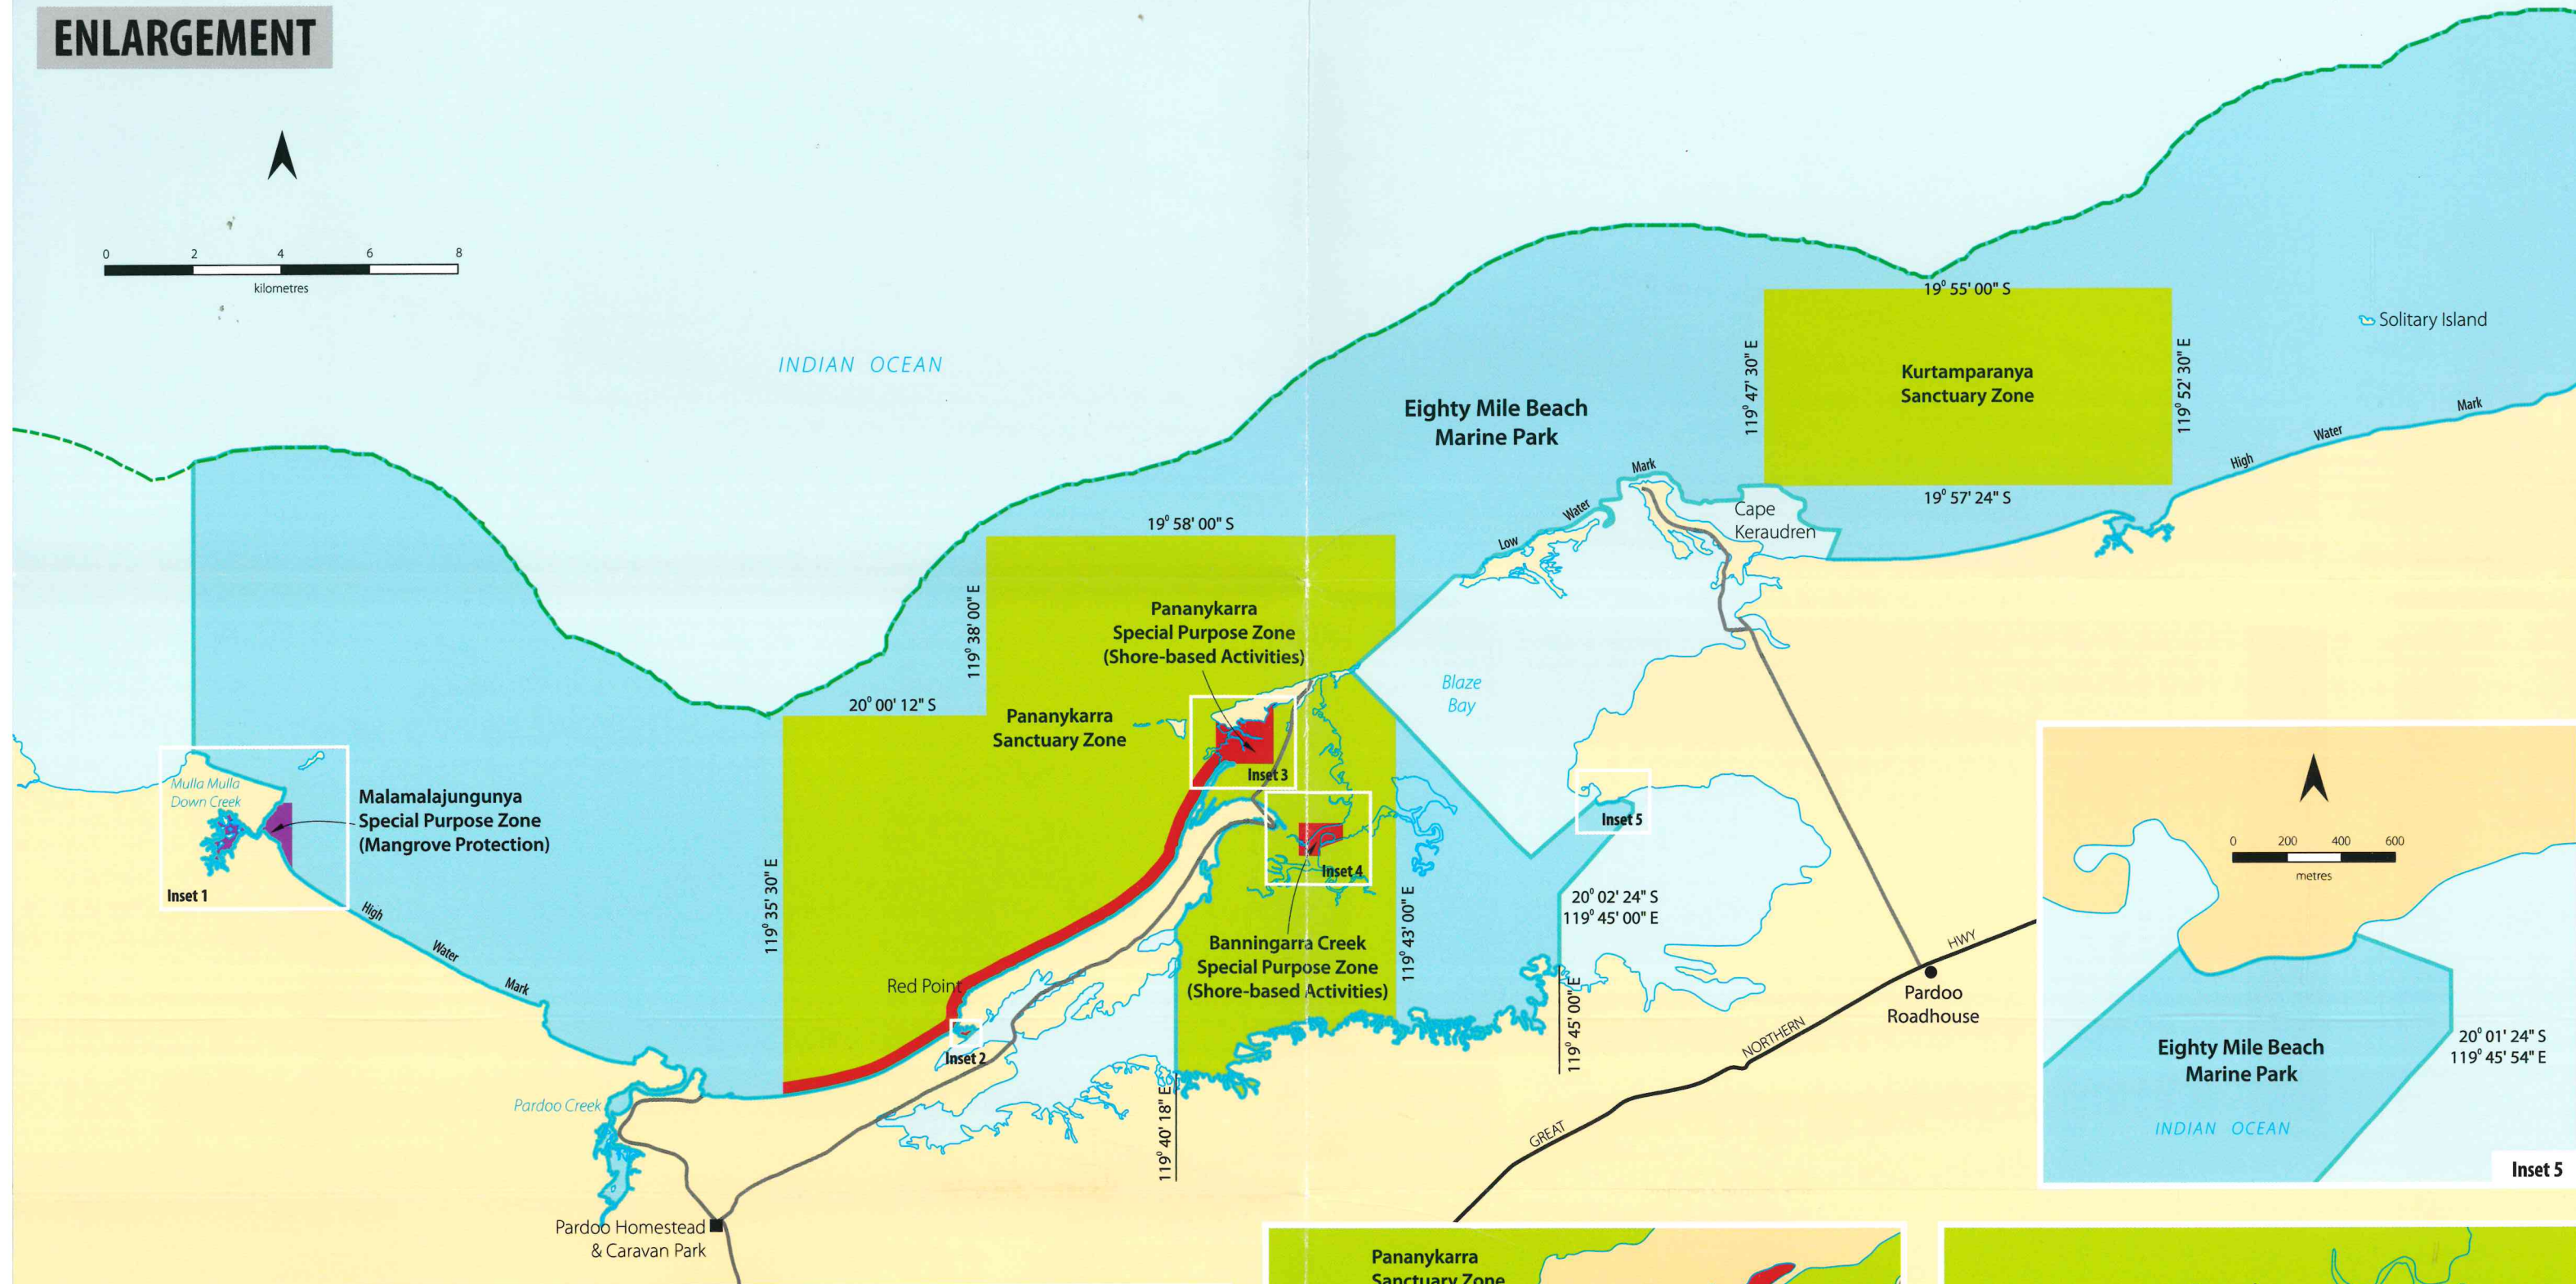 ENLARGEMENT
0 2 4 6 8
kilometres
INDIAN OCEAN
Eighty Mile Beach
Marine Park
19° 55' 00" S
119° 47' 30" E
Kurtamparanya
Sanctuary Zone
119° 52' 30" E
19° 57' 24" S
Solitary Island
High Water Mark
Low Water Mark
Cape
Keraudren
19° 58' 00" S
119° 38' 00" E
Pananykarra
Special Purpose Zone
(Shore-based Activities)
20° 00' 12" S
Pananykarra
Sanctuary Zone
Inset 3
Blaze
Bay
Mulla Mulla
Down Creek
Inset 1
Malamalajungunya
Special Purpose Zone
(Mangrove Protection)
High Water Mark
119° 35' 30" E
Inset 4
Inset 5
20° 02' 24" S
119° 45' 00" E
119° 43' 00" E
Banningarra Creek
Special Purpose Zone
(Shore-based Activities)
Red Point
Inset 2
119° 45' 00" E
119° 40' 18" E
GREAT NORTHERN HWY
Pardoo
Roadhouse
Pardoo Creek
Pardoo Homestead
& Caravan Park
0 200 400 600
metres
Eighty Mile Beach
Marine Park
INDIAN OCEAN
20° 01' 24" S
119° 45' 54" E
Inset 5
Pananykarra
Sanctuary Zone